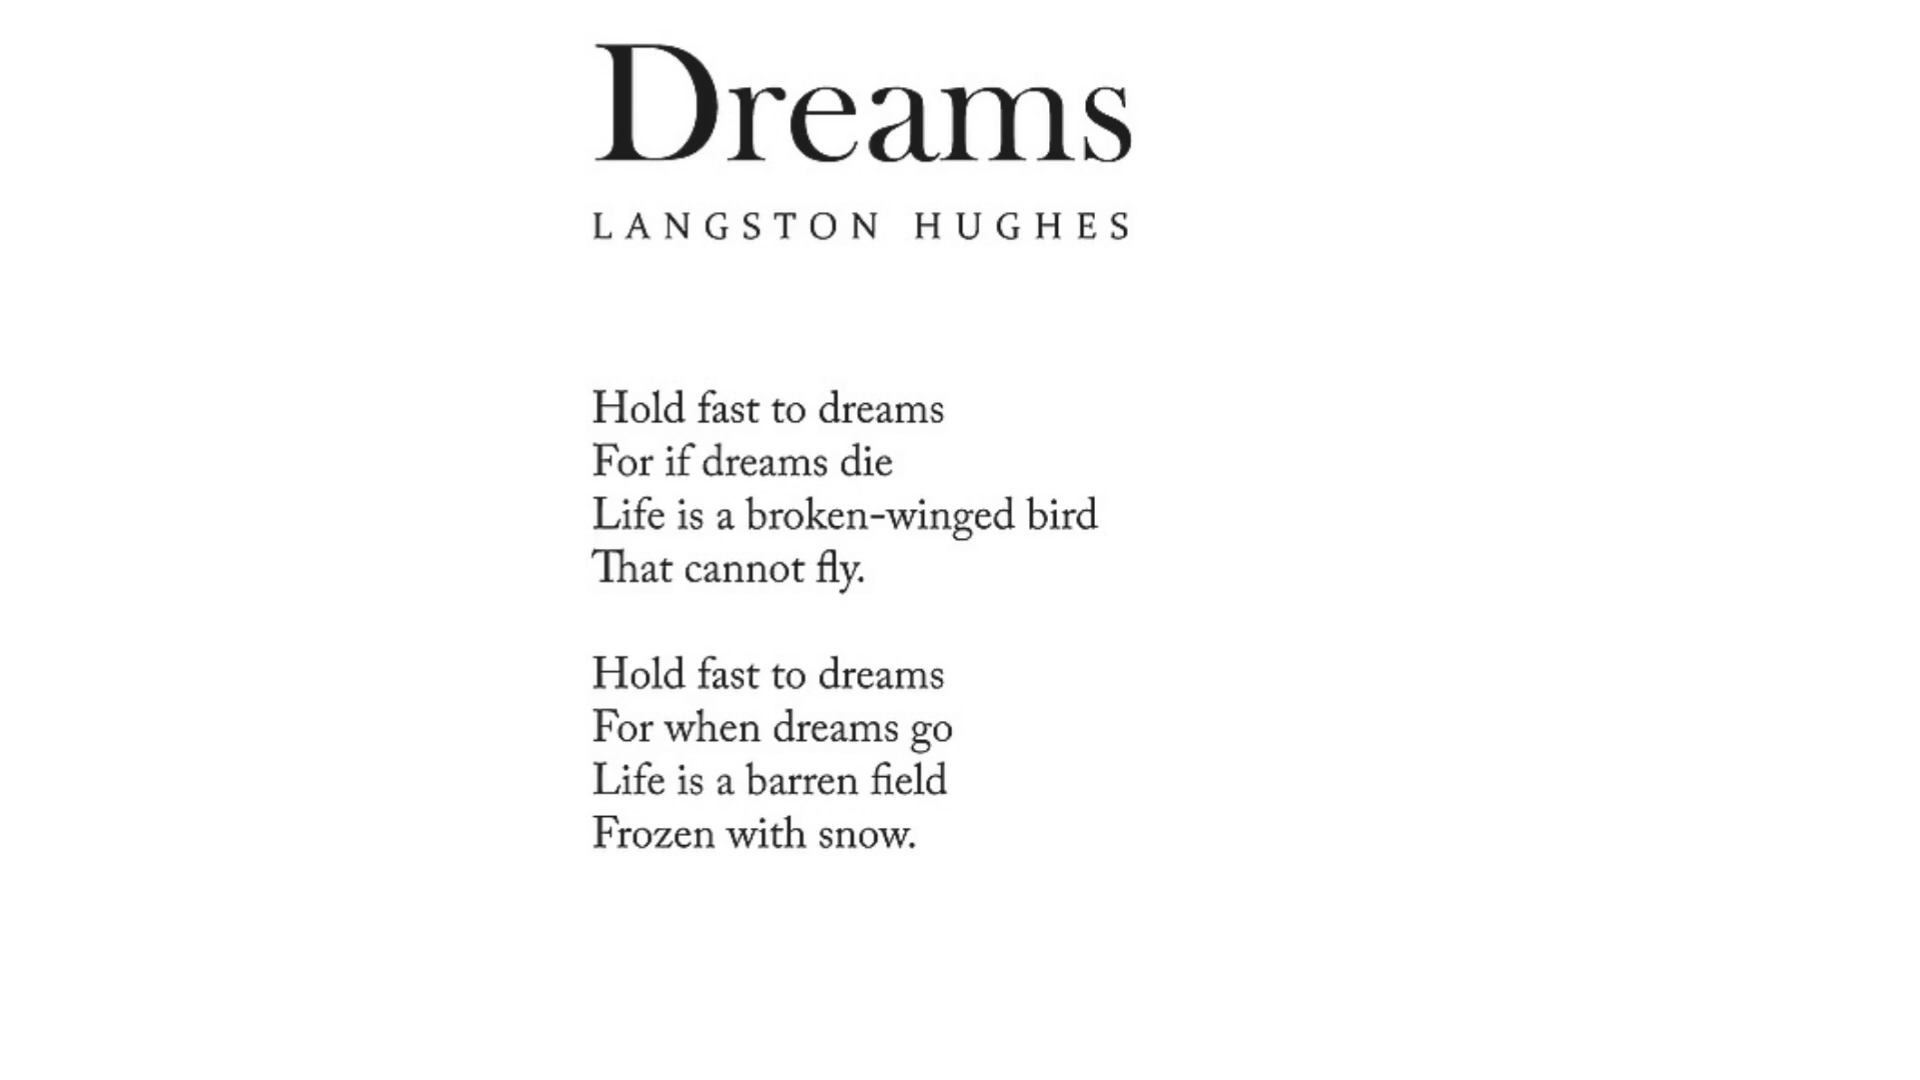 Dreams
LANGSTON HUGHES
Hold fast to dreams
For if dreams die
Life is a broken-winged bird
That cannot fly.
Hold fast to dreams
For when dreams go
Life is a barren field
Frozen with snow.